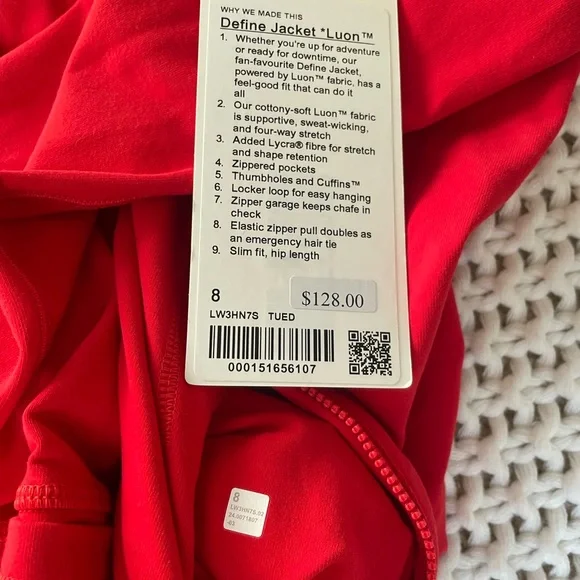 WHY WE MADE THIS
Define Jacket *Luon™
1. Whether you're up for adventure
or ready for downtime, our
fan-favourite Define Jacket,
powered by Luon™ fabric, has a
feel-good fit that can do it
all
2. Our cottony-soft Luon™ fabric
is supportive, sweat-wicking,
and four-way stretch
3. Added Lycra® fibre for stretch
and shape retention
4. Zippered pockets
5. Thumbholes and Cuffins™
6. Locker loop for easy hanging
7. Zipper garage keeps chafe in
check
8. Elastic zipper pull doubles as
an emergency hair tie
9. Slim fit, hip length
8
$128.00
LW3HN7S TUED
000151656107
8